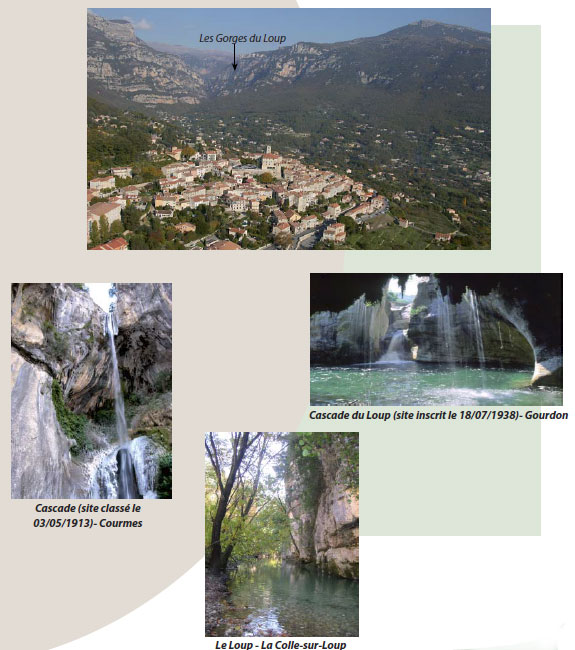 Les Gorges du Loup
Cascade du Loup (site inscrit le 18/07/1938)- Gourdon
Cascade (site classé le
03/05/1913)- Courmes
Le Loup - La Colle-sur-Loup